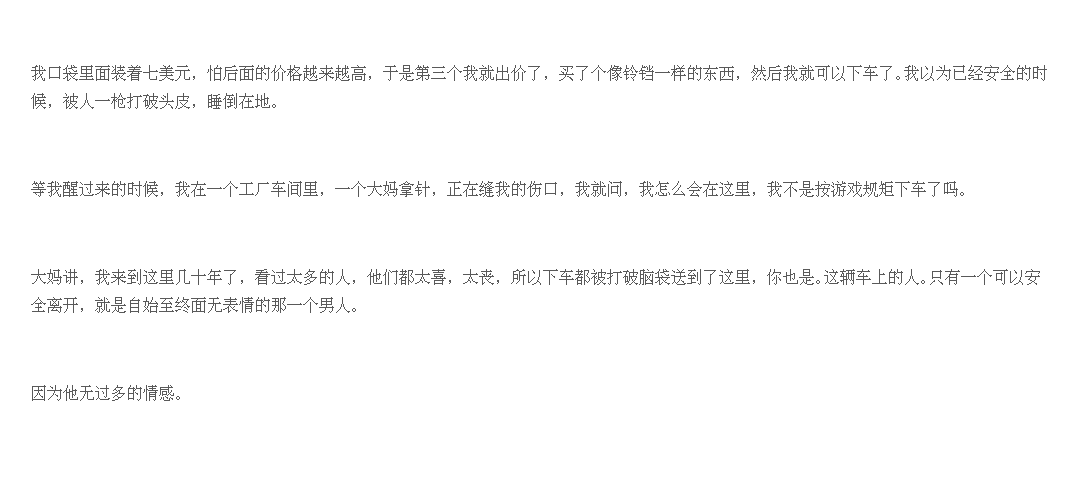 我口袋里面装着七美元，怕后面的价格越来越高，于是第三个我就出价了，买了个像铃铛一样的东西，然后我就可以下车了。我以为已经安全的时
候，被人一枪打破头皮，睡倒在地。
等我醒过来的时候，我在一个工厂车间里，一个大妈拿针，正在缝我的伤口，我就问，我怎么会在这里，我不是按游戏规矩下车了吗。
大妈讲，我来到这里几十年了，看过太多的人，他们都太喜，太丧，所以下车都被打破脑袋送到了这里，你也是。这辆车上的人。只有一个可以安
全离开，就是自始至终面无表情的那一个男人。
因为他无过多的情感。